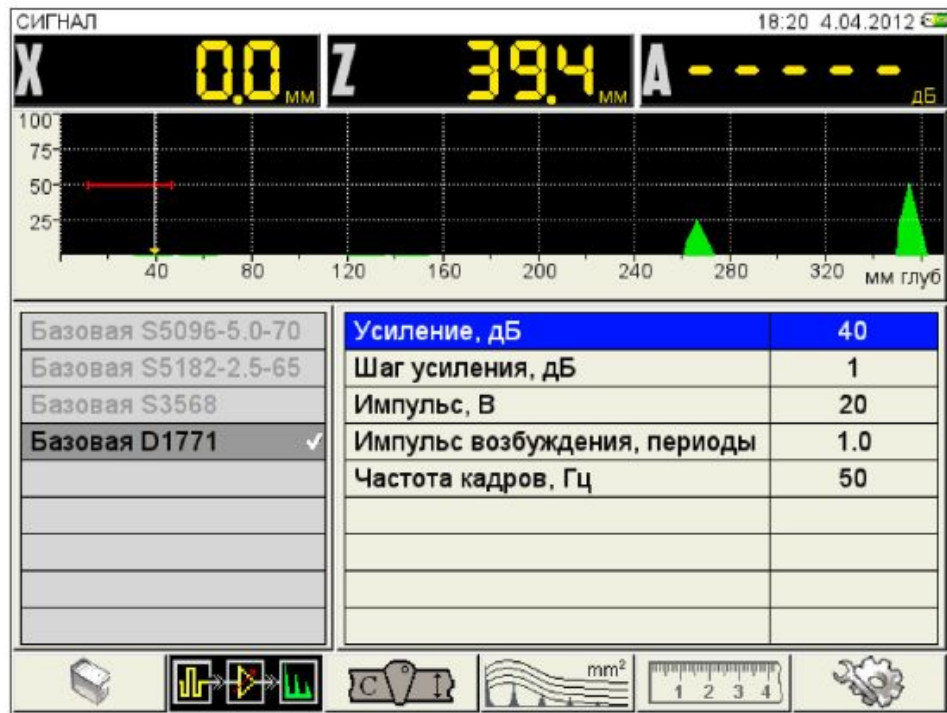 СИГНАЛ 18:20 4.04.2012
X 0.0 мм Z 39.4 мм A - - - - - дБ
100
75
50
25
40 80 120 160 200 240 280 320 мм глуб
Базовая S5096-5.0-70 Усиление, дБ 40
Базовая S5182-2.5-65 Шаг усиления, дБ 1
Базовая S3568 Импульс, В 20
Базовая D1771 Импульс возбуждения, периоды 1.0
Частота кадров, Гц 50
C mm² 1 2 3 4